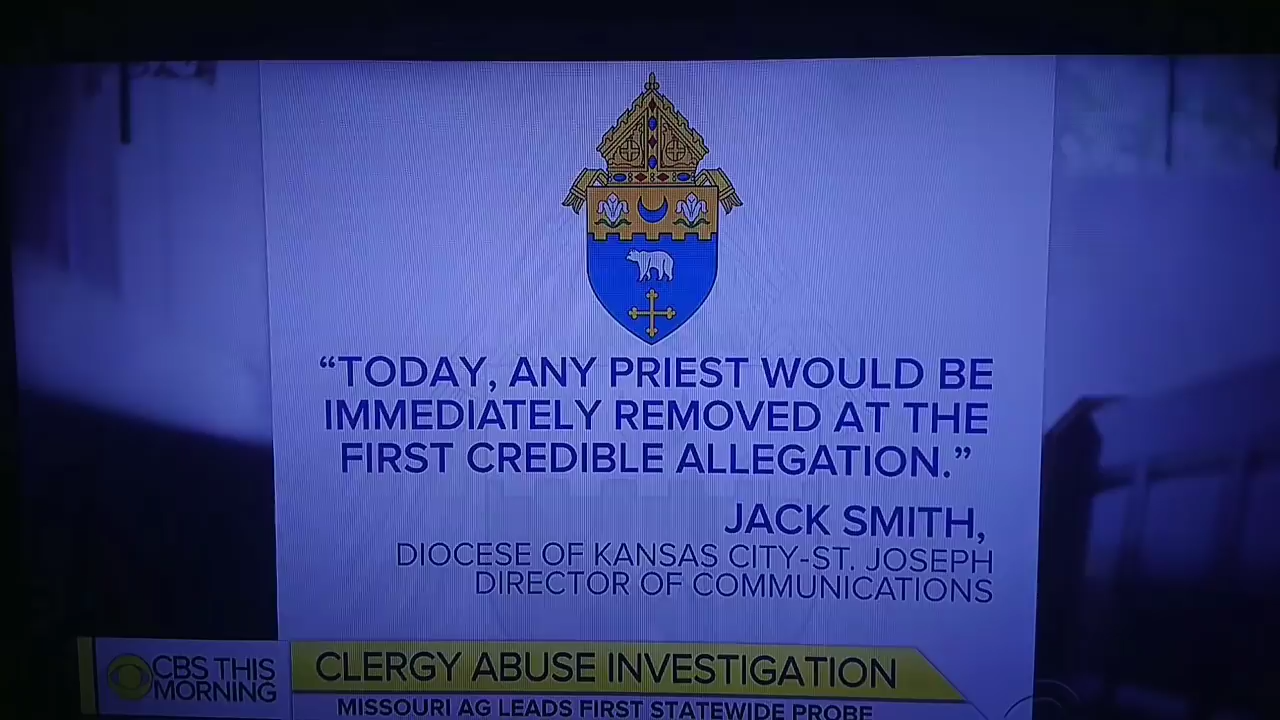 “TODAY, ANY PRIEST WOULD BE
IMMEDIATELY REMOVED AT THE
FIRST CREDIBLE ALLEGATION.”
JACK SMITH,
DIOCESE OF KANSAS CITY-ST. JOSEPH
DIRECTOR OF COMMUNICATIONS
CBS THIS
MORNING
CLERGY ABUSE INVESTIGATION
MISSOURI AG LEADS FIRST STATEWIDE PROBE